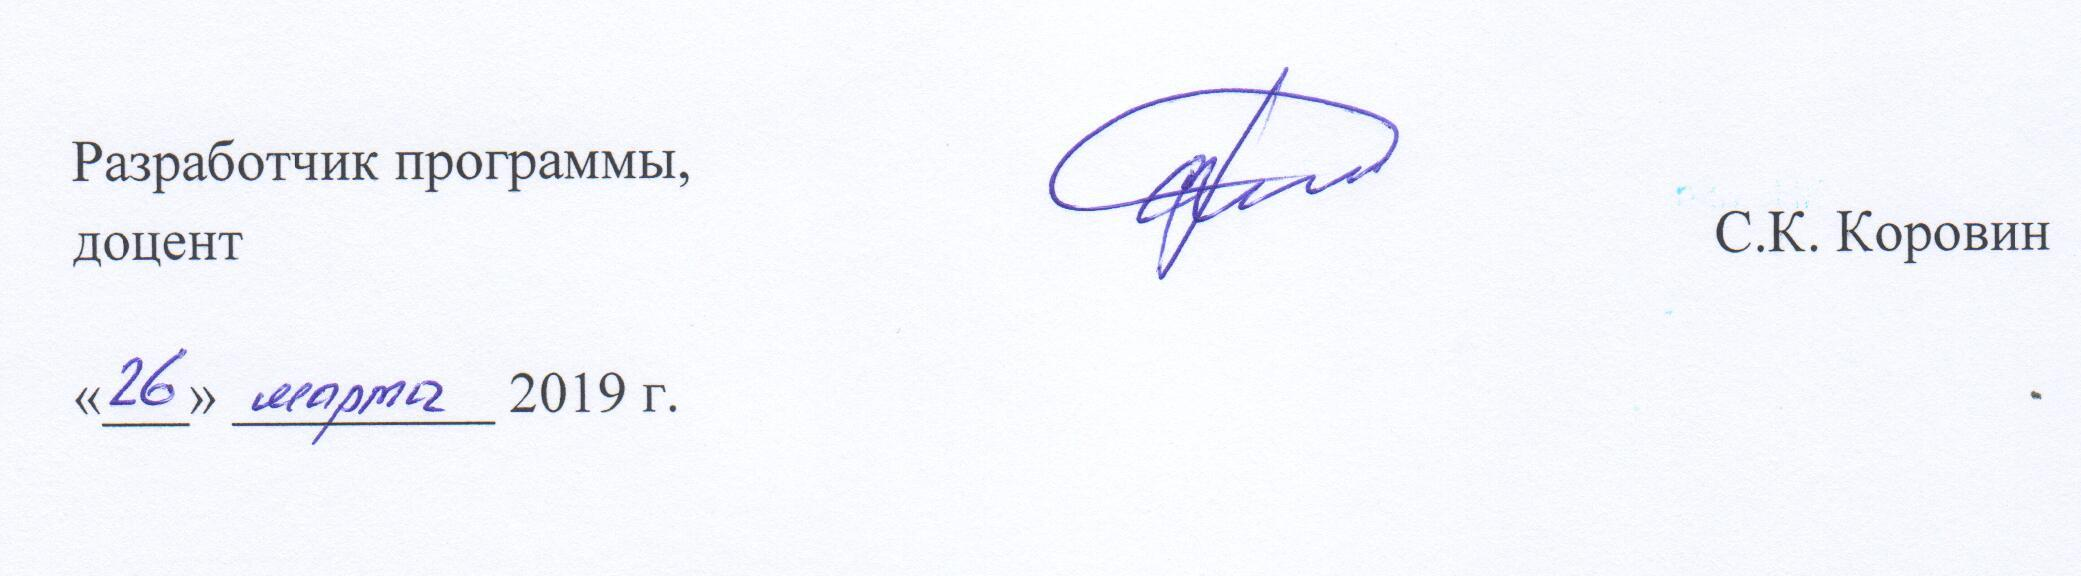 Разработчик программы,
доцент
С.К. Коровин
«26» марта 2019 г.